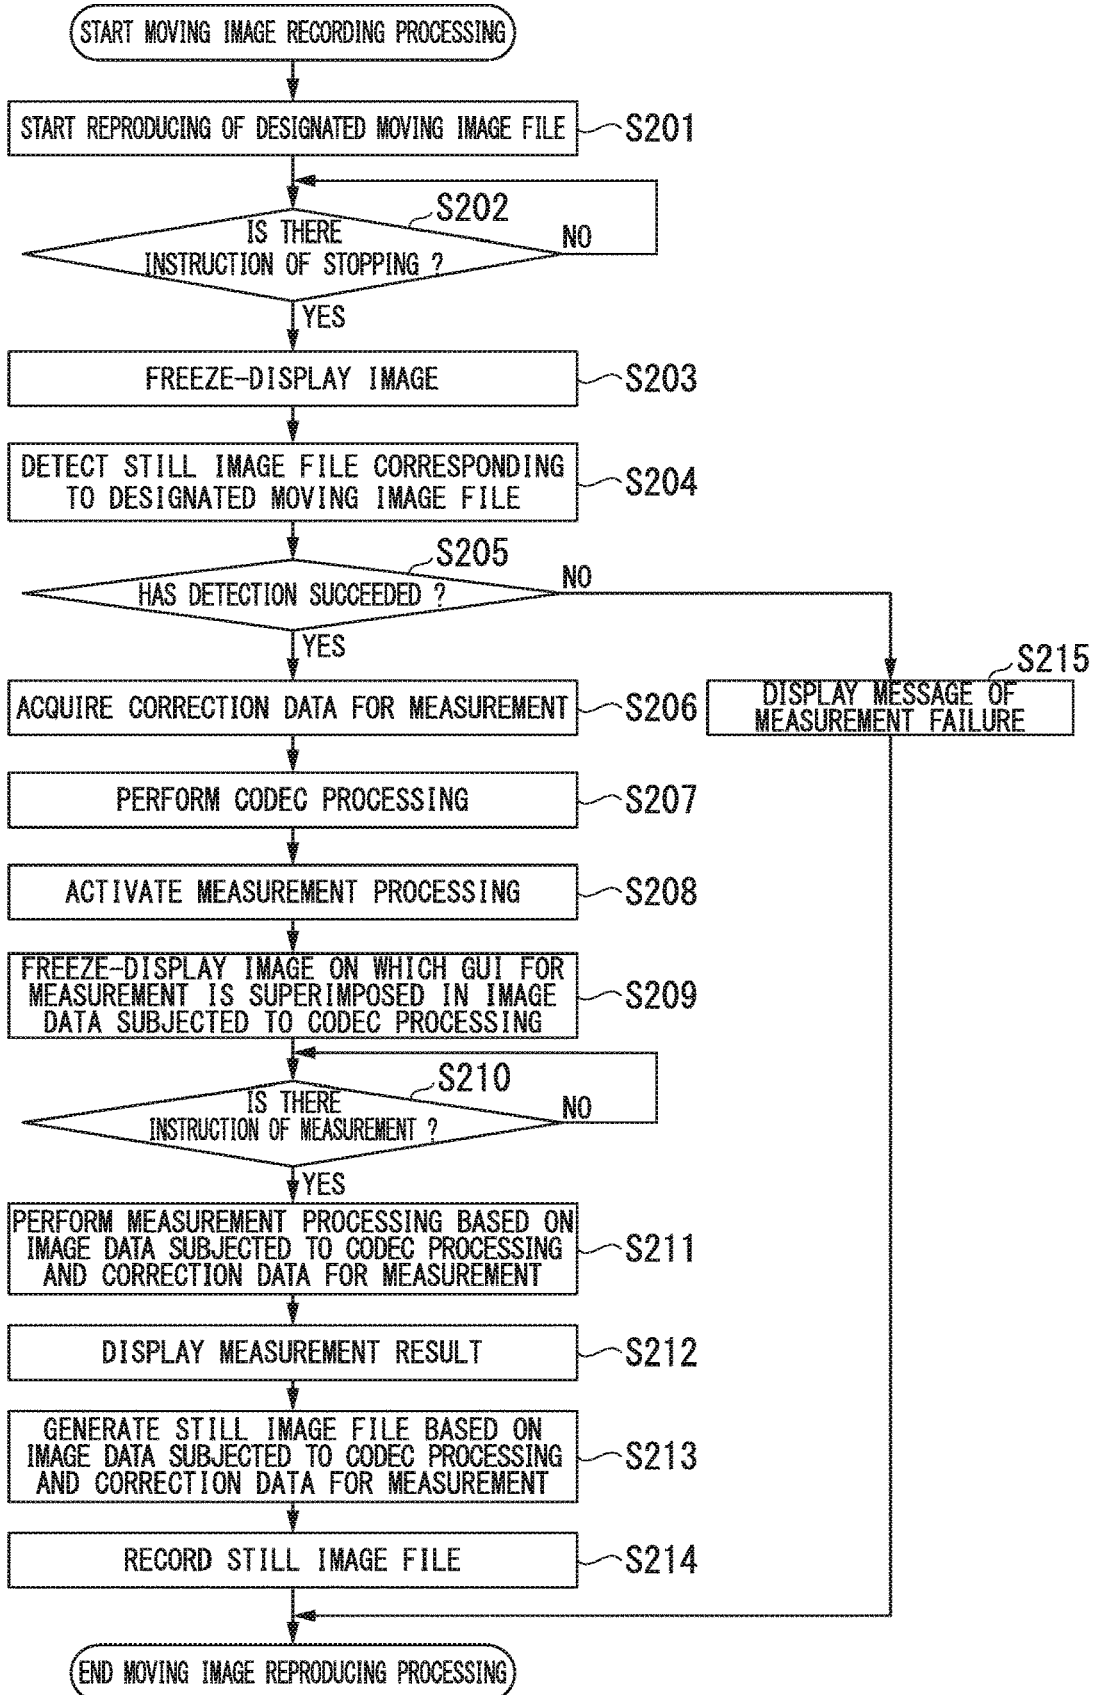 START MOVING IMAGE RECORDING PROCESSING
START REPRODUCING OF DESIGNATED MOVING IMAGE FILE
S201
S202
IS THERE
INSTRUCTION OF STOPPING ?
NO
YES
FREEZE-DISPLAY IMAGE
S203
DETECT STILL IMAGE FILE CORRESPONDING
TO DESIGNATED MOVING IMAGE FILE
S204
S205
HAS DETECTION SUCCEEDED ?
NO
YES
S215
DISPLAY MESSAGE OF
MEASUREMENT FAILURE
ACQUIRE CORRECTION DATA FOR MEASUREMENT
S206
PERFORM CODEC PROCESSING
S207
ACTIVATE MEASUREMENT PROCESSING
S208
FREEZE-DISPLAY IMAGE ON WHICH GUI FOR
MEASUREMENT IS SUPERIMPOSED IN IMAGE
DATA SUBJECTED TO CODEC PROCESSING
S209
S210
IS THERE
INSTRUCTION OF MEASUREMENT ?
NO
YES
PERFORM MEASUREMENT PROCESSING BASED ON
IMAGE DATA SUBJECTED TO CODEC PROCESSING
AND CORRECTION DATA FOR MEASUREMENT
S211
DISPLAY MEASUREMENT RESULT
S212
GENERATE STILL IMAGE FILE BASED ON
IMAGE DATA SUBJECTED TO CODEC PROCESSING
AND CORRECTION DATA FOR MEASUREMENT
S213
RECORD STILL IMAGE FILE
S214
END MOVING IMAGE REPRODUCING PROCESSING